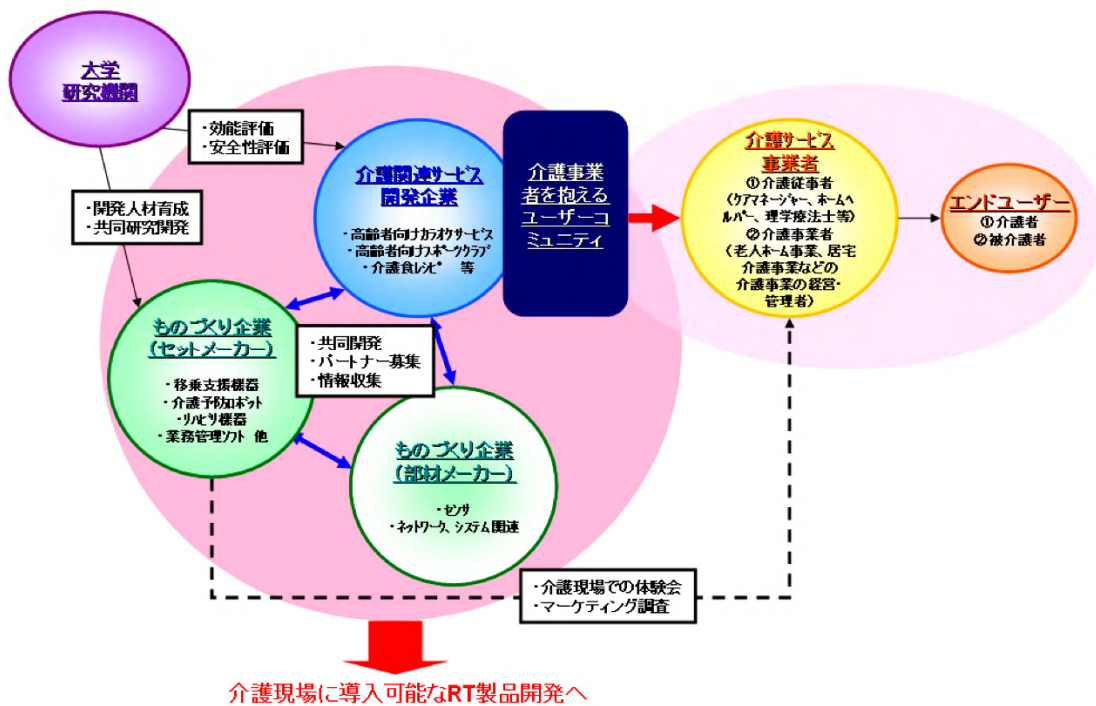 大学
研究機関
・効能評価
・安全性評価
・開発人材育成
・共同研究開発
介護関連サービス
開発企業
・高齢者向けカラオケサービス
・高齢者向けスポーツクラブ
・介護食レシピ 等
介護事業
者を抱える
ユーザーコ
ミュニティ
介護サービス
事業者
①介護従事者
(ケアマネージャー、ホームヘ
ルパー、理学療法士等)
②介護事業者
(老人ホーム事業、居宅
介護事業などの
介護事業の経営・
管理者)
エンドユーザー
①介護者
②被介護者
ものづくり企業
(セットメーカー)
・移乗支援機器
・介護予防ロボット
・リハビリ機器
・業務管理ソフト 他
・共同開発
・パートナー募集
・情報収集
ものづくり企業
(部材メーカー)
・センサ
・ネットワーク、システム関連
・介護現場での体験会
・マーケティング調査
介護現場に導入可能なRT製品開発へ